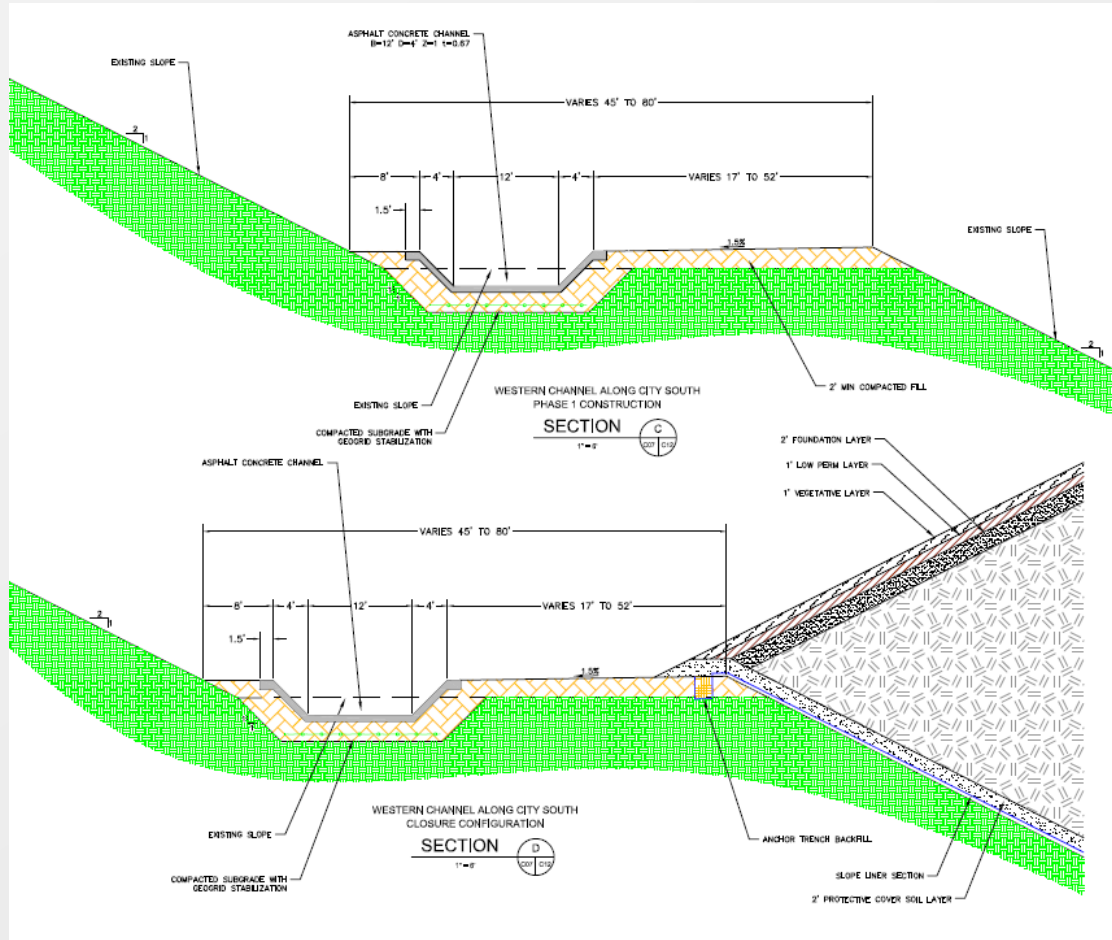 ASPHALT CONCRETE CHANNEL
B=12' D=4' Z=1 t=0.67
EXISTING SLOPE
VARIES 45' TO 80'
2
1
8'
4'
12'
4'
VARIES 17' TO 52'
1.5'
1.5%
EXISTING SLOPE
2
1
2' MIN COMPACTED FILL
EXISTING SLOPE
COMPACTED SUBGRADE WITH
GEOGRID STABILIZATION
WESTERN CHANNEL ALONG CITY SOUTH
PHASE 1 CONSTRUCTION
SECTION
C
C07 C12
2' FOUNDATION LAYER
1' LOW PERM LAYER
1' VEGETATIVE LAYER
ASPHALT CONCRETE CHANNEL
VARIES 45' TO 80'
2
1
8'
4'
12'
4'
VARIES 17' TO 52'
1.5'
1.5%
EXISTING SLOPE
COMPACTED SUBGRADE WITH
GEOGRID STABILIZATION
WESTERN CHANNEL ALONG CITY SOUTH
CLOSURE CONFIGURATION
SECTION
D
C07 C12
ANCHOR TRENCH BACKFILL
SLOPE LINER SECTION
2' PROTECTIVE COVER SOIL LAYER